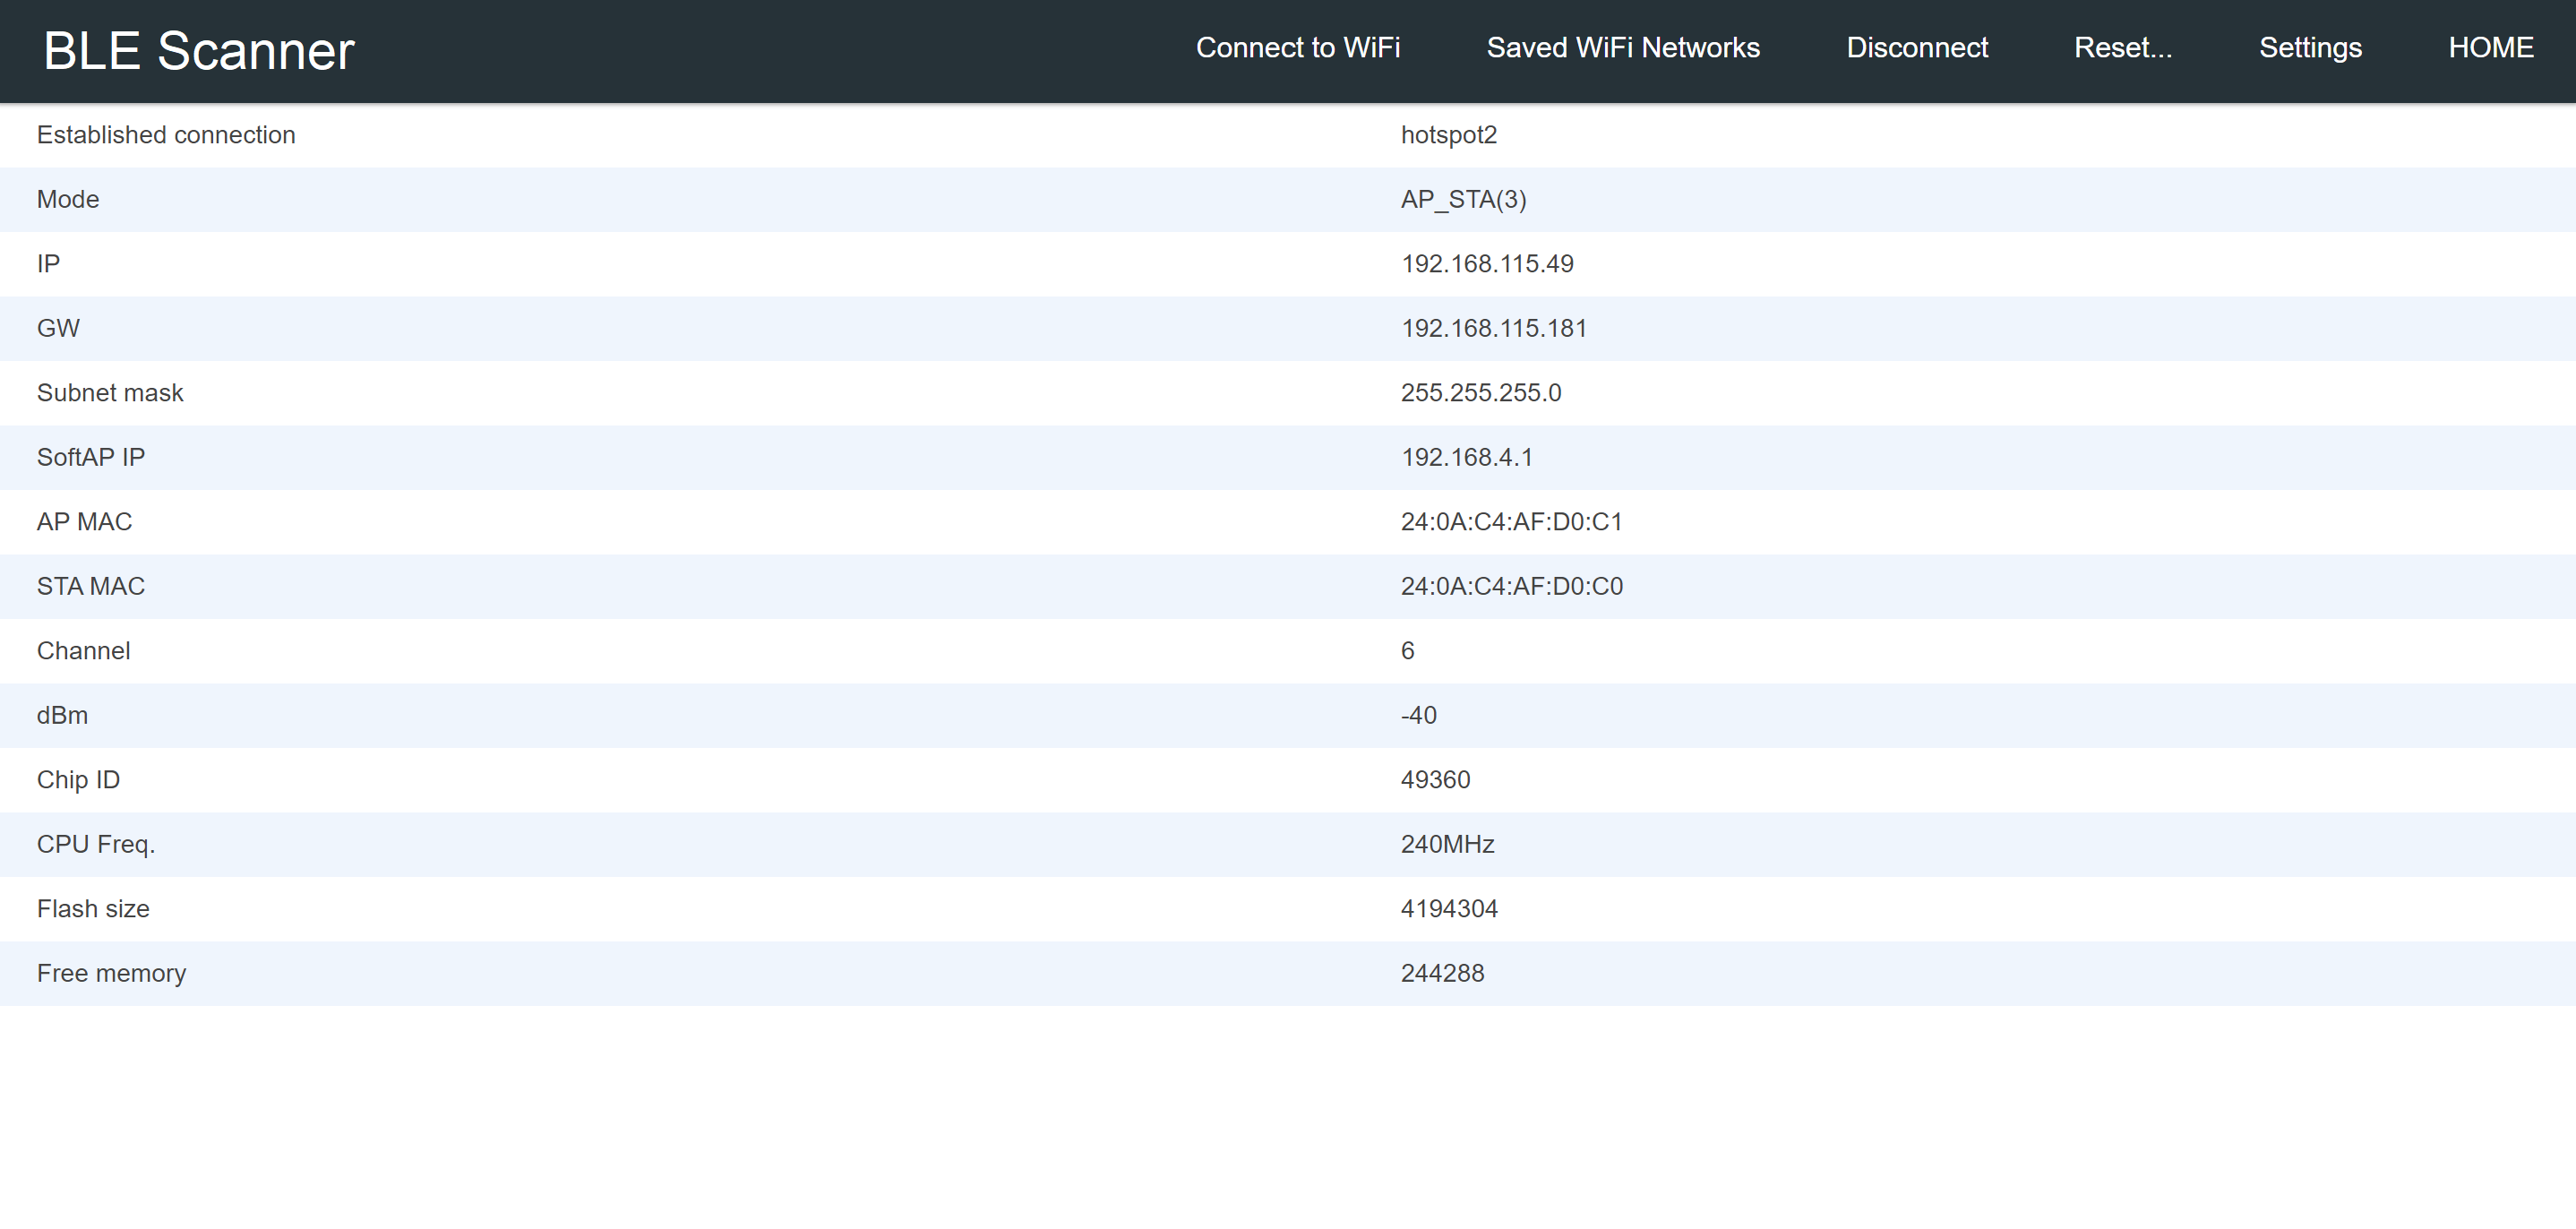 BLE Scanner Connect to WiFi Saved WiFi Networks Disconnect Reset... Settings HOME
Established connection hotspot2
Mode AP_STA(3)
IP 192.168.115.49
GW 192.168.115.181
Subnet mask 255.255.255.0
SoftAP IP 192.168.4.1
AP MAC 24:0A:C4:AF:D0:C1
STA MAC 24:0A:C4:AF:D0:C0
Channel 6
dBm -40
Chip ID 49360
CPU Freq. 240MHz
Flash size 4194304
Free memory 244288